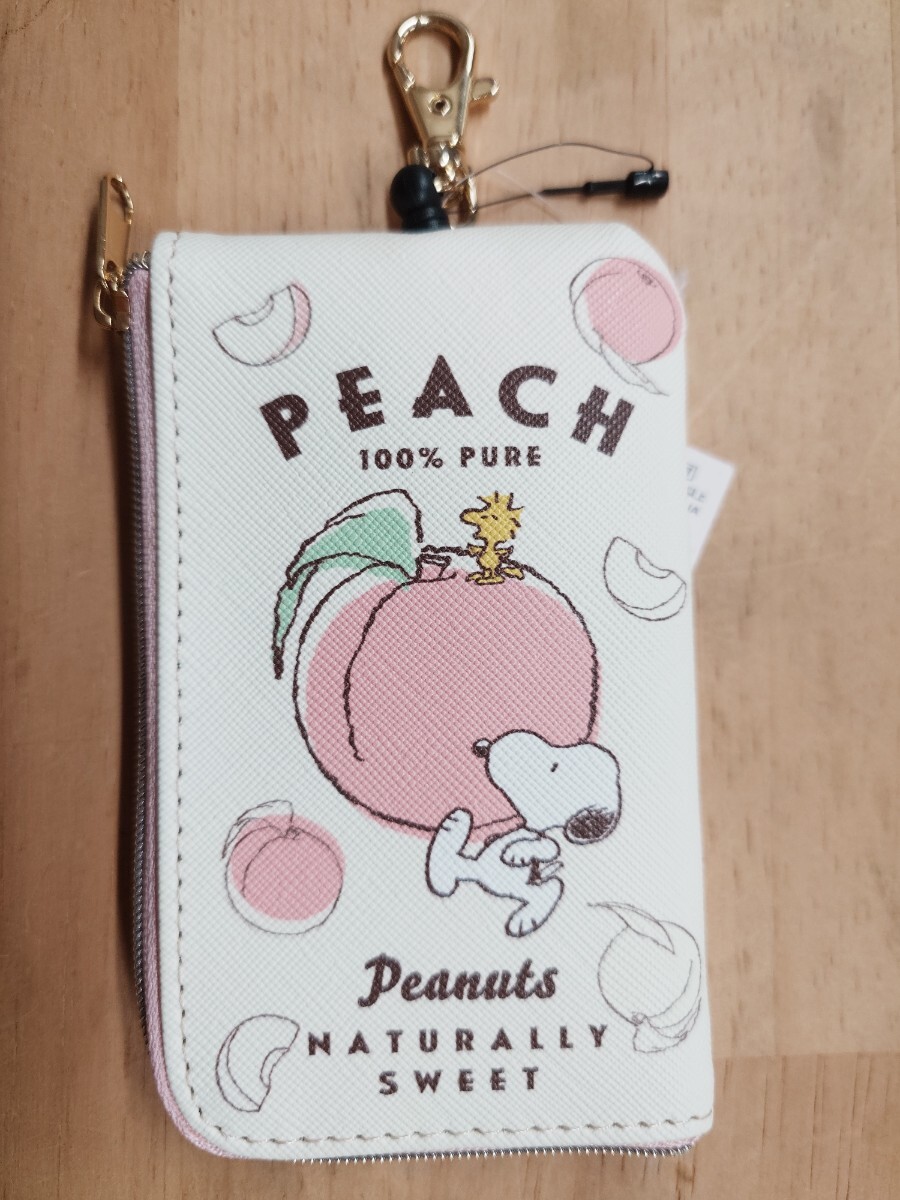 PEACH
100% PURE
Peanuts
NATURALLY
SWEET